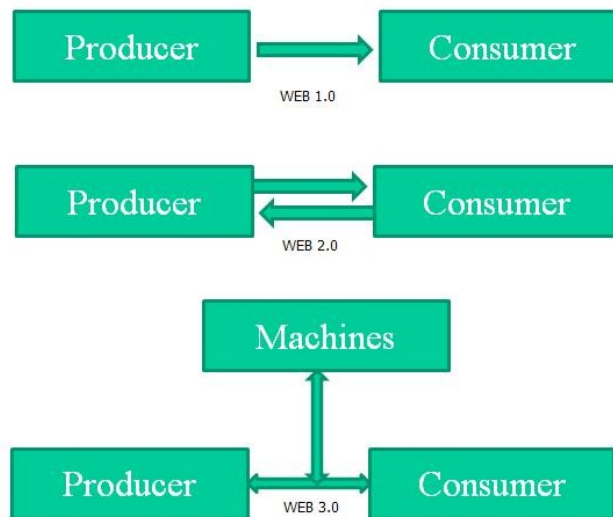 Producer
Consumer
WEB 1.0
Producer
Consumer
WEB 2.0
Machines
Producer
Consumer
WEB 3.0